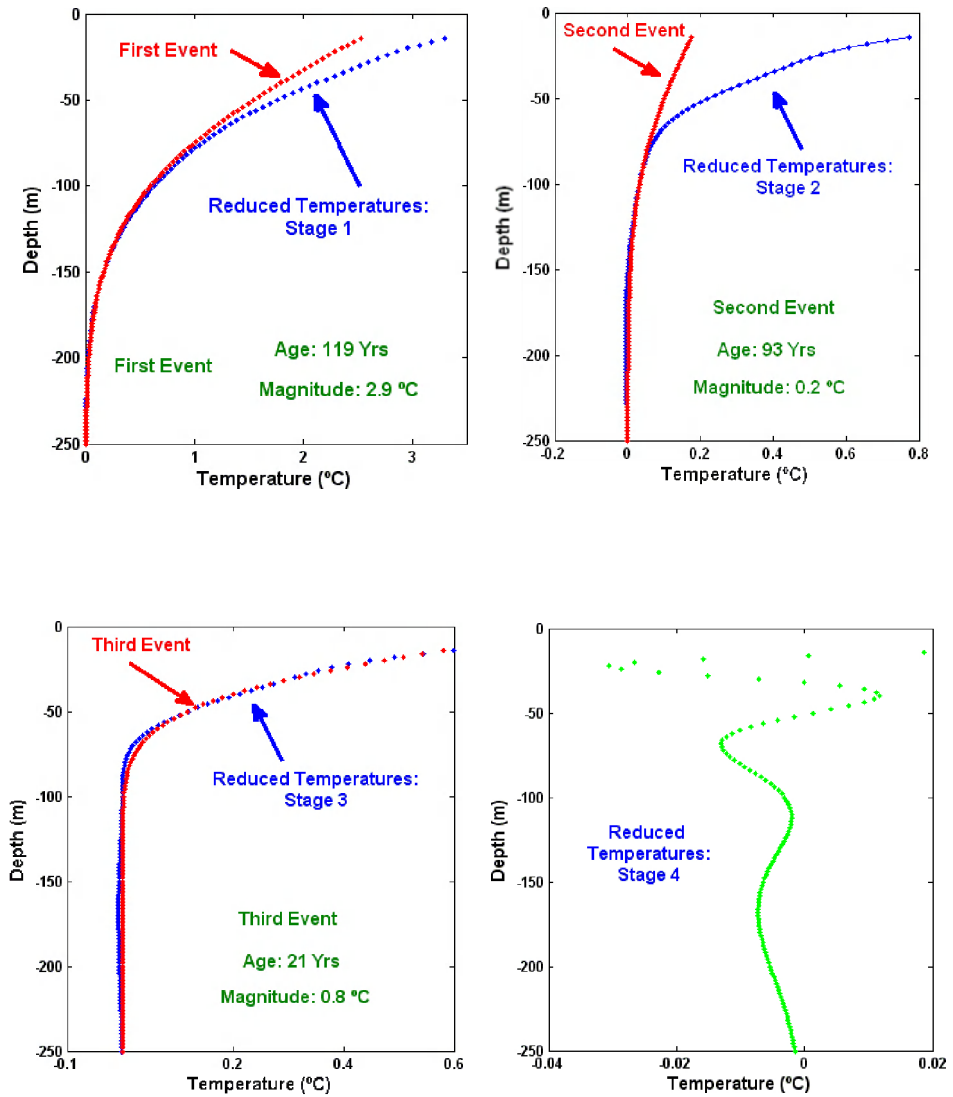 -0
First Event
-50
Reduced Temperatures:
Stage 1
-100
Depth (m)
-150
-200
First Event
Age: 119 Yrs
Magnitude: 2.9 ºC
-250
0
1
2
3
Temperature (ºC)
-0
Second Event
-50
Reduced Temperatures:
Stage 2
-100
Depth (m)
-150
Second Event
Age: 93 Yrs
-200
Magnitude: 0.2 ºC
-250
-0.2
0
0.2
0.4
0.6
0.8
Temperature (ºC)
-0
Third Event
-50
Reduced Temperatures:
Stage 3
-100
Depth (m)
-150
Third Event
Age: 21 Yrs
-200
Magnitude: 0.8 ºC
-250
-0.1
0.2
0.4
0.6
Temperature (ºC)
-0
-50
-100
Depth (m)
Reduced
Temperatures:
Stage 4
-150
-200
-250
-0.04
-0.02
0
0.02
Temperature (ºC)